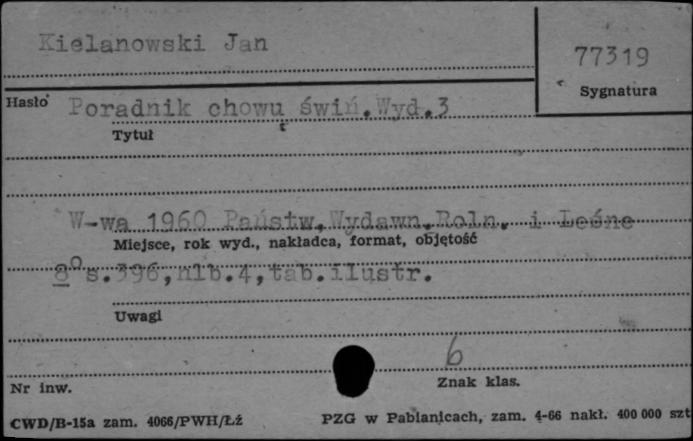 Kielanowski Jan
77319
Sygnatura
Hasło
Poradnik chowu świń.Wyd.3
Tytuł
W-wa 1960 Państw.Wydawn.Roln. i Leśne
Miejsce, rok wyd., nakładca, format, objętość
8° s.396,nlb.4,tab.ilustr.
Uwagi
6
Nr inw.
Znak klas.
CWD/B-15a zam. 4066/PWH/Łź
PZG w Pabianicach, zam. 4-66 nakł. 400 000 szt